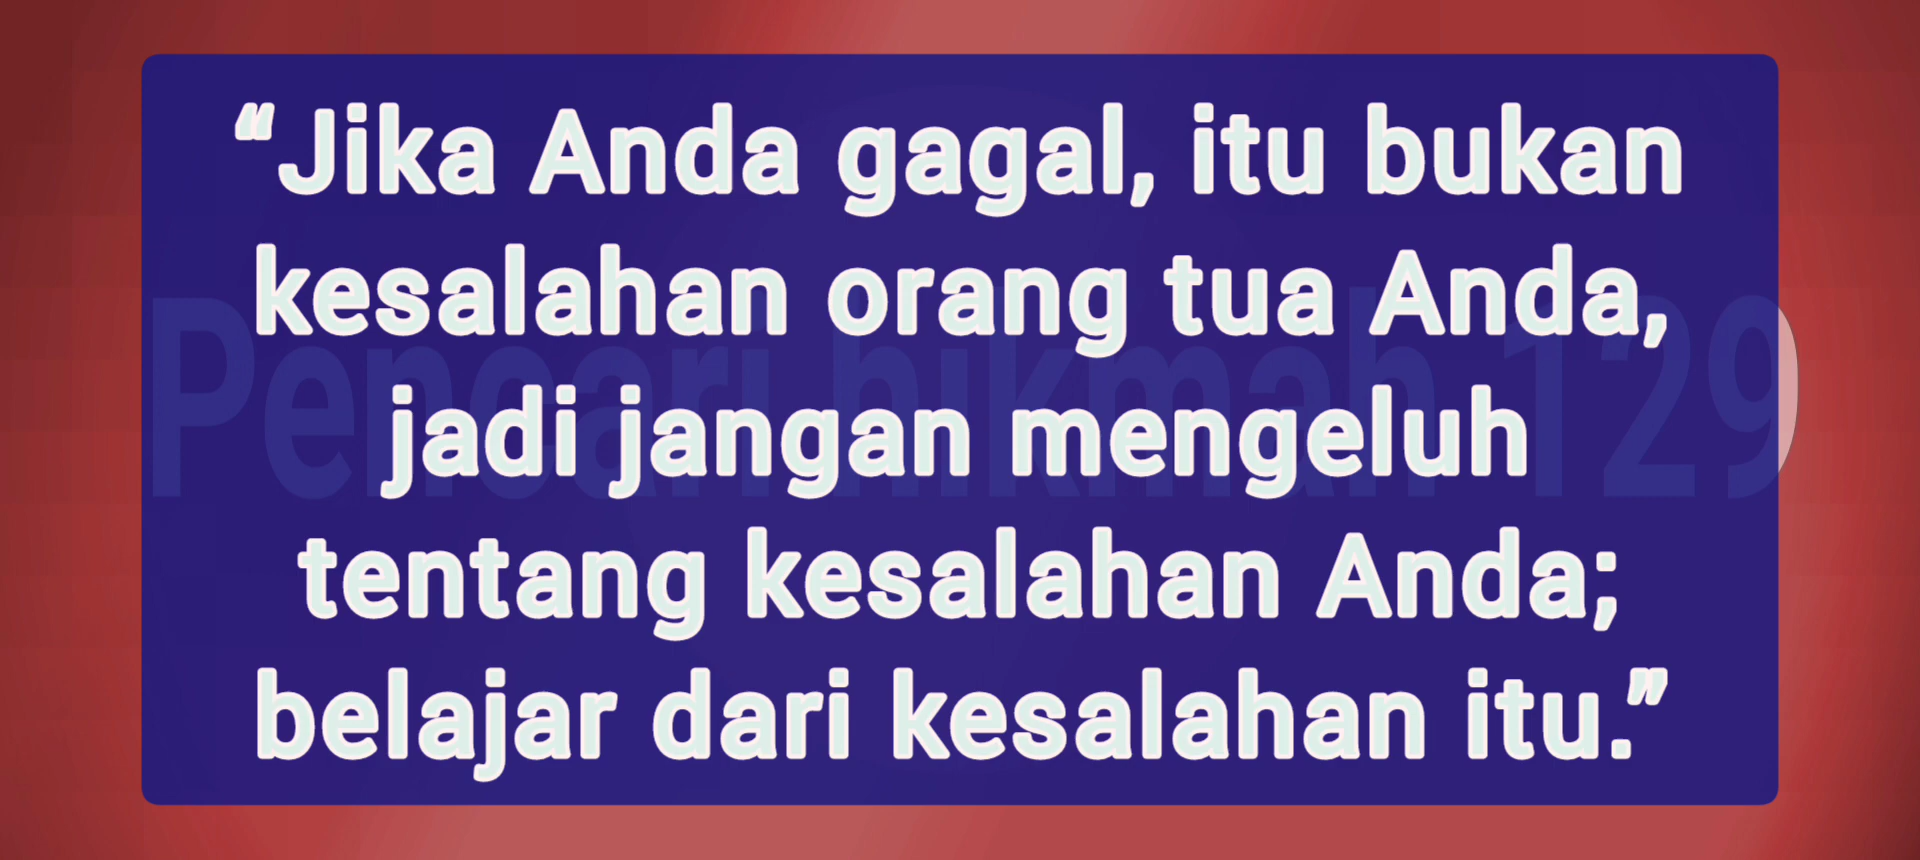 “Jika Anda gagal, itu bukan
kesalahan orang tua Anda,
jadi jangan mengeluh
tentang kesalahan Anda;
belajar dari kesalahan itu.”
Pencari hikmah 129